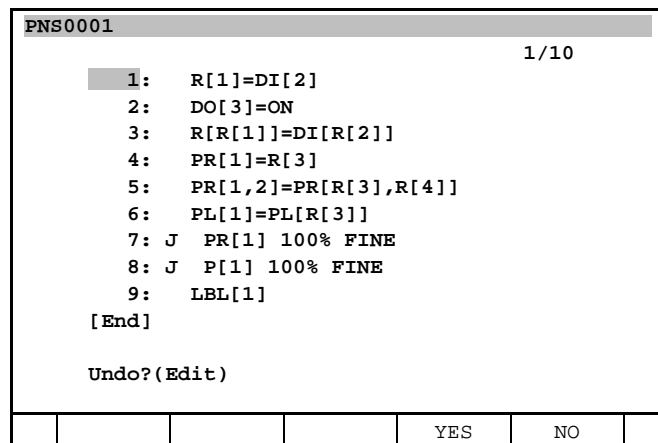 PNS0001
1/10
1: R[1]=DI[2]
2: DO[3]=ON
3: R[R[1]]=DI[R[2]]
4: PR[1]=R[3]
5: PR[1,2]=PR[R[3],R[4]]
6: PL[1]=PL[R[3]]
7: J PR[1] 100% FINE
8: J P[1] 100% FINE
9: LBL[1]
[End]
Undo?(Edit)
YES NO